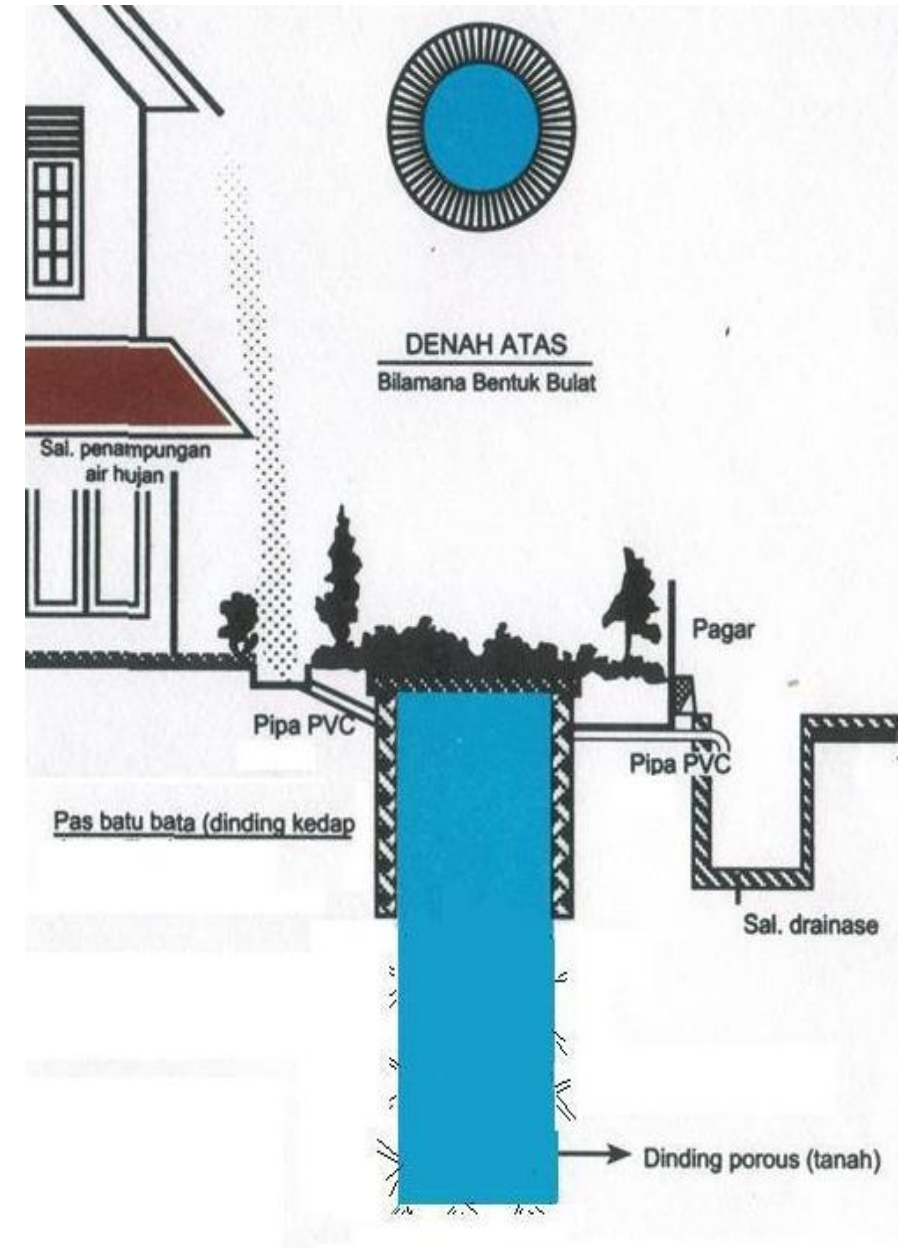 DENAH ATAS
Bilamana Bentuk Bulat
Sal. penampungan
air hujan
Pagar
Pipa PVC
Pipa PVC
Pas batu bata (dinding kedap
Sal. drainase
Dinding porous (tanah)